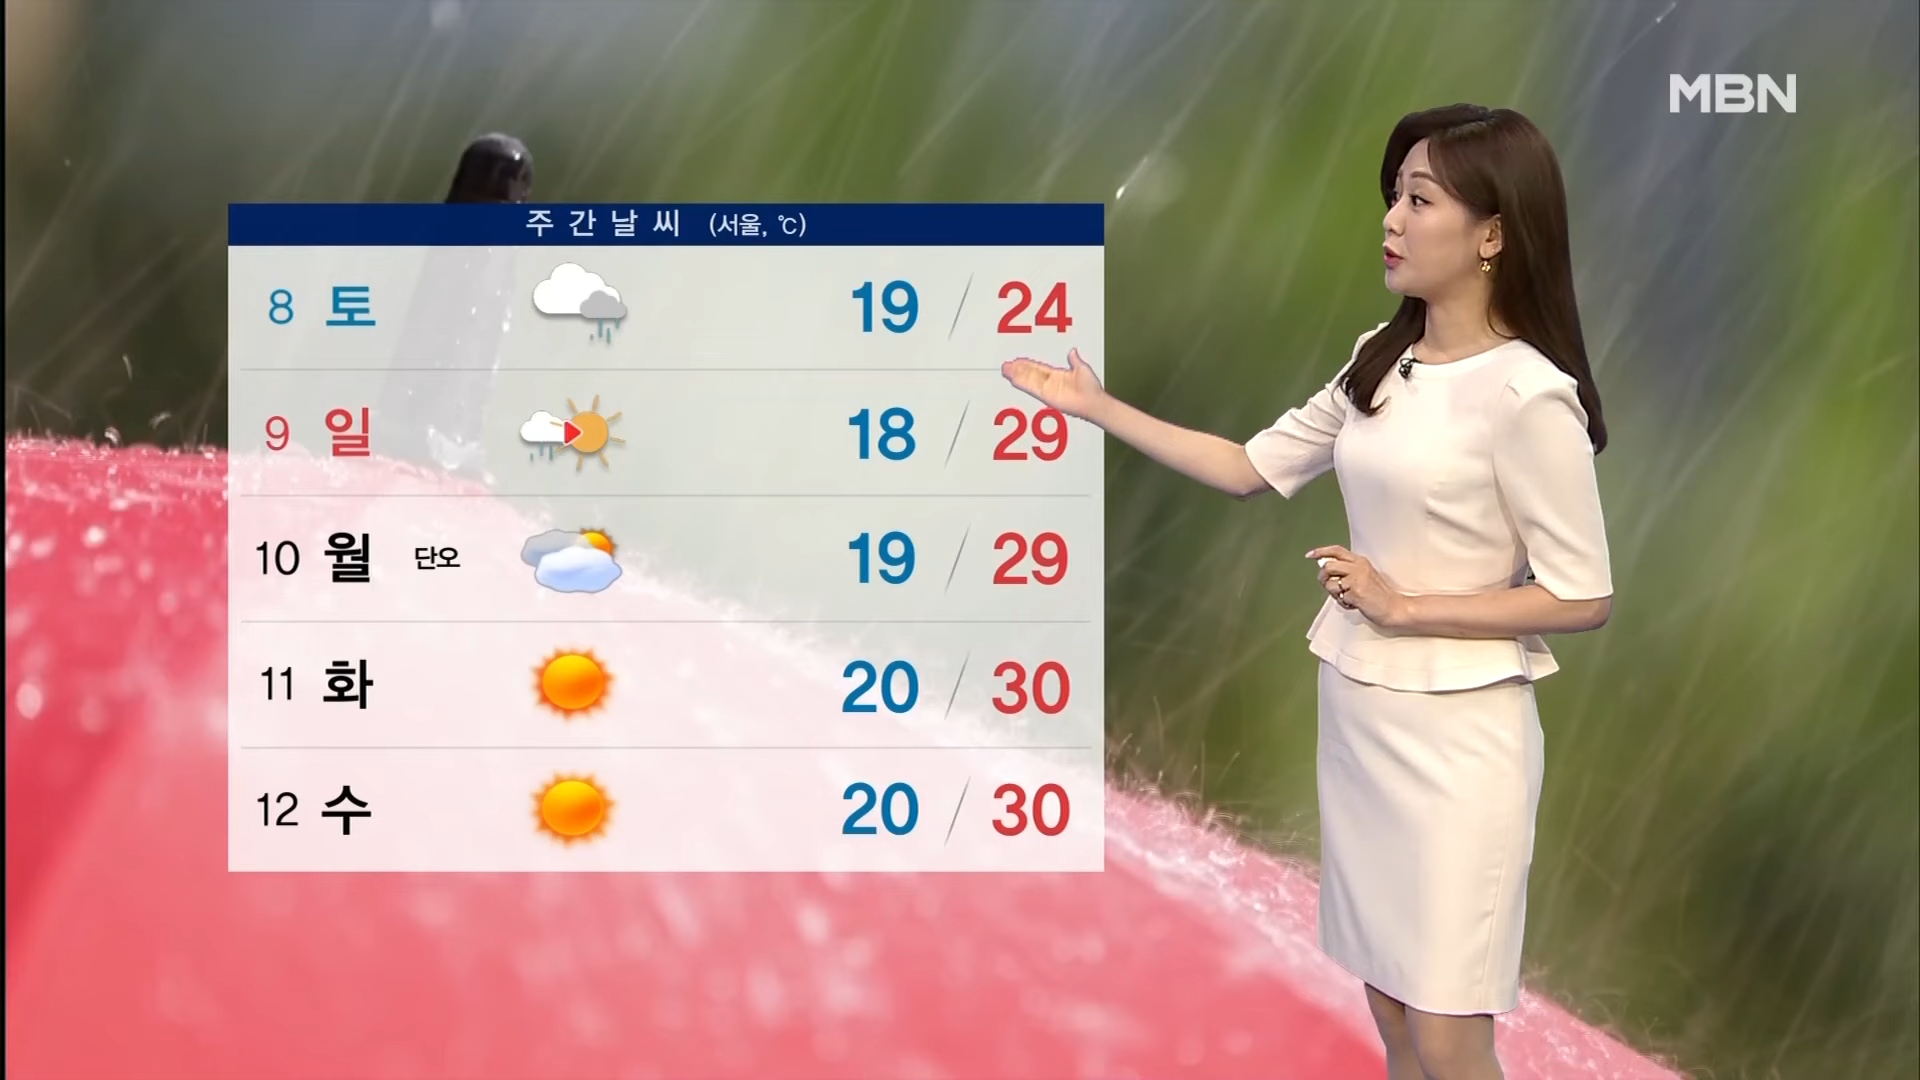 MBN
주간날씨 (서울, ℃)
8 토 19 / 24
9 일 18 / 29
10 월 단오 19 / 29
11 화 20 / 30
12 수 20 / 30